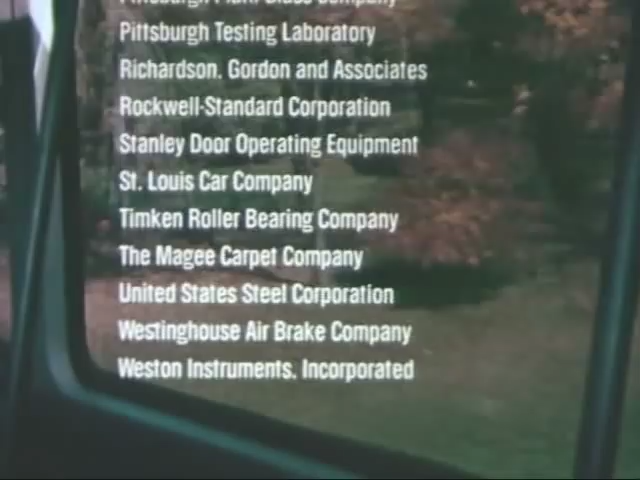 Pittsburgh Testing Laboratory
Richardson. Gordon and Associates
Rockwell-Standard Corporation
Stanley Door Operating Equipment
St. Louis Car Company
Timken Roller Bearing Company
The Magee Carpet Company
United States Steel Corporation
Westinghouse Air Brake Company
Weston Instruments. Incorporated